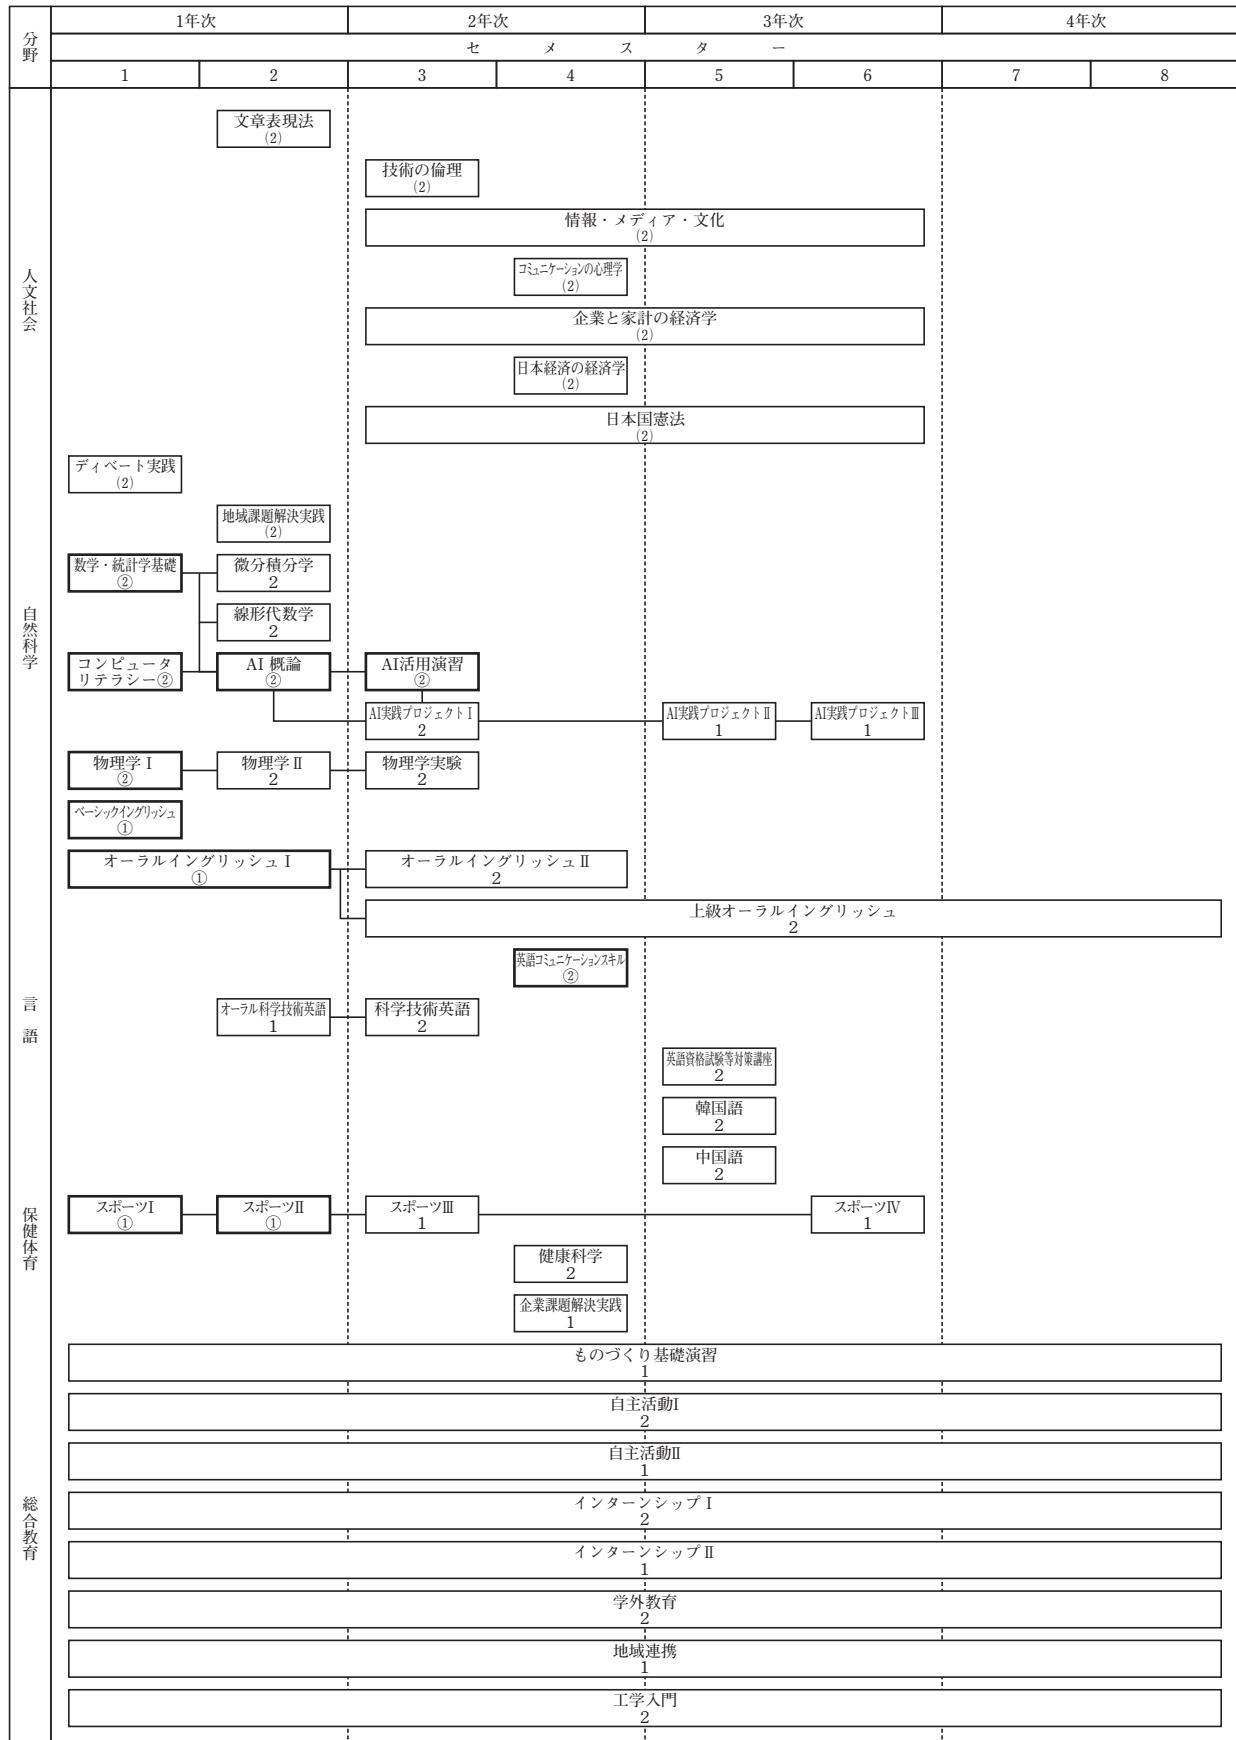 分野
1年次
2年次
3年次
4年次
セメスター
1
2
3
4
5
6
7
8
人文社会
文章表現法
(2)
技術の倫理
(2)
情報・メディア・文化
(2)
コミュニケーションの心理学
(2)
企業と家計の経済学
(2)
日本経済の経済学
(2)
日本国憲法
(2)
ディベート実践
(2)
地域課題解決実践
(2)
自然科学
数学・統計学基礎
②
微分積分学
2
線形代数学
2
コンピュータ
リテラシー②
AI 概論
②
AI活用演習
②
AI実践プロジェクトⅠ
2
AI実践プロジェクトⅡ
1
AI実践プロジェクトⅢ
1
物理学Ⅰ
②
物理学Ⅱ
2
物理学実験
2
言語
ベーシックイングリッシュ
①
オーラルイングリッシュⅠ
①
オーラルイングリッシュⅡ
2
上級オーラルイングリッシュ
2
英語コミュニケーションスキル
②
オーラル科学技術英語
1
科学技術英語
2
英語資格試験等対策講座
2
韓国語
2
中国語
2
保健体育
スポーツⅠ
①
スポーツⅡ
①
スポーツⅢ
1
スポーツⅣ
1
健康科学
2
総合教育
企業課題解決実践
1
ものづくり基礎演習
1
自主活動Ⅰ
2
自主活動Ⅱ
1
インターンシップⅠ
2
インターンシップⅡ
1
学外教育
2
地域連携
1
工学入門
2